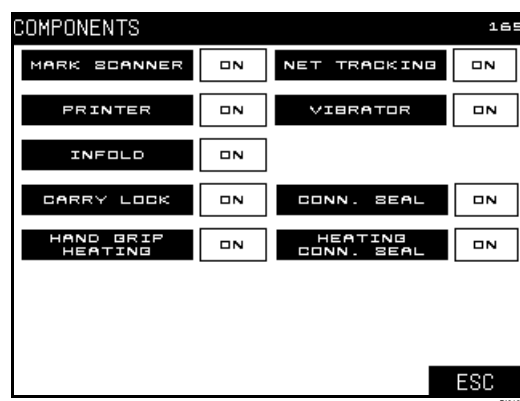 COMPONENTS 165
MARK SCANNER ON NET TRACKING ON
PRINTER ON VIBRATOR ON
INFOLD ON
CARRY LOCK ON CONN. SEAL ON
HAND GRIP HEATING ON HEATING CONN. SEAL ON
ESC